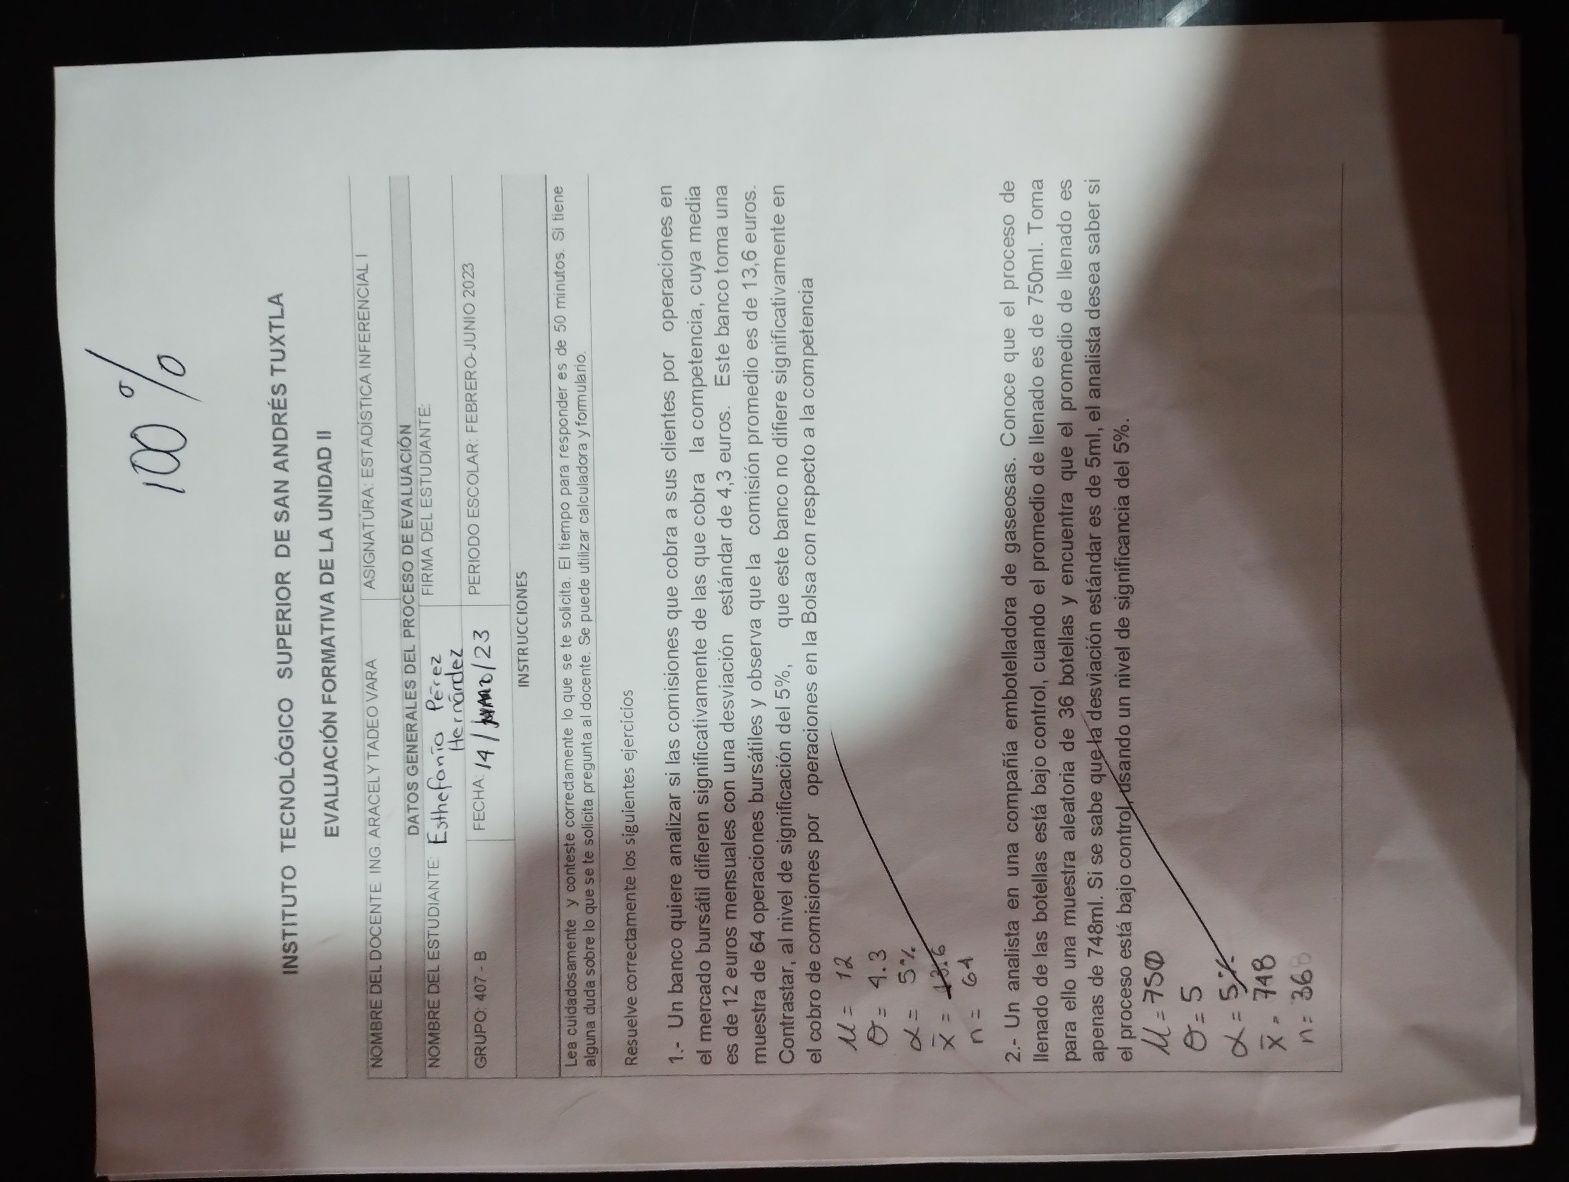 100%
INSTITUTO TECNOLÓGICO SUPERIOR DE SAN ANDRÉS TUXTLA
EVALUACIÓN FORMATIVA DE LA UNIDAD II
NOMBRE DEL DOCENTE ING. ARACELY TADEO VARA ASIGNATURA: ESTADÍSTICA INFERENCIAL I
DATOS GENERALES DEL PROCESO DE EVALUACIÓN
NOMBRE DEL ESTUDIANTE: Esthefania Pérez Hernández FIRMA DEL ESTUDIANTE:
GRUPO: 407 - B FECHA: 14/ /23 PERIODO ESCOLAR: FEBRERO-JUNIO 2023
INSTRUCCIONES
Lea cuidadosamente y conteste correctamente lo que se te solicita. El tiempo para responder es de 50 minutos. Si tiene
alguna duda sobre lo que se te solicita pregunta al docente. Se puede utilizar calculadora y formulario.
Resuelve correctamente los siguientes ejercicios
1.- Un banco quiere analizar si las comisiones que cobra a sus clientes por operaciones en
el mercado bursátil difieren significativamente de las que cobra la competencia, cuya media
es de 12 euros mensuales con una desviación estándar de 4,3 euros. Este banco toma una
muestra de 64 operaciones bursátiles y observa que la comisión promedio es de 13,6 euros.
Contrastar, al nivel de significación del 5%, que este banco no difiere significativamente en
el cobro de comisiones por operaciones en la Bolsa con respecto a la competencia
μ = 12
θ = 4.3
α = 5%
x̄ = 13.6
n = 64
2.- Un analista en una compañía embotelladora de gaseosas. Conoce que el proceso de
llenado de las botellas está bajo control, cuando el promedio de llenado es de 750ml. Toma
para ello una muestra aleatoria de 36 botellas y encuentra que el promedio de llenado es
apenas de 748ml. Si se sabe que la desviación estándar es de 5ml, el analista desea saber si
el proceso está bajo control, usando un nivel de significancia del 5%.
μ = 750
θ = 5
α = 5%
x̄ = 748
n = 36